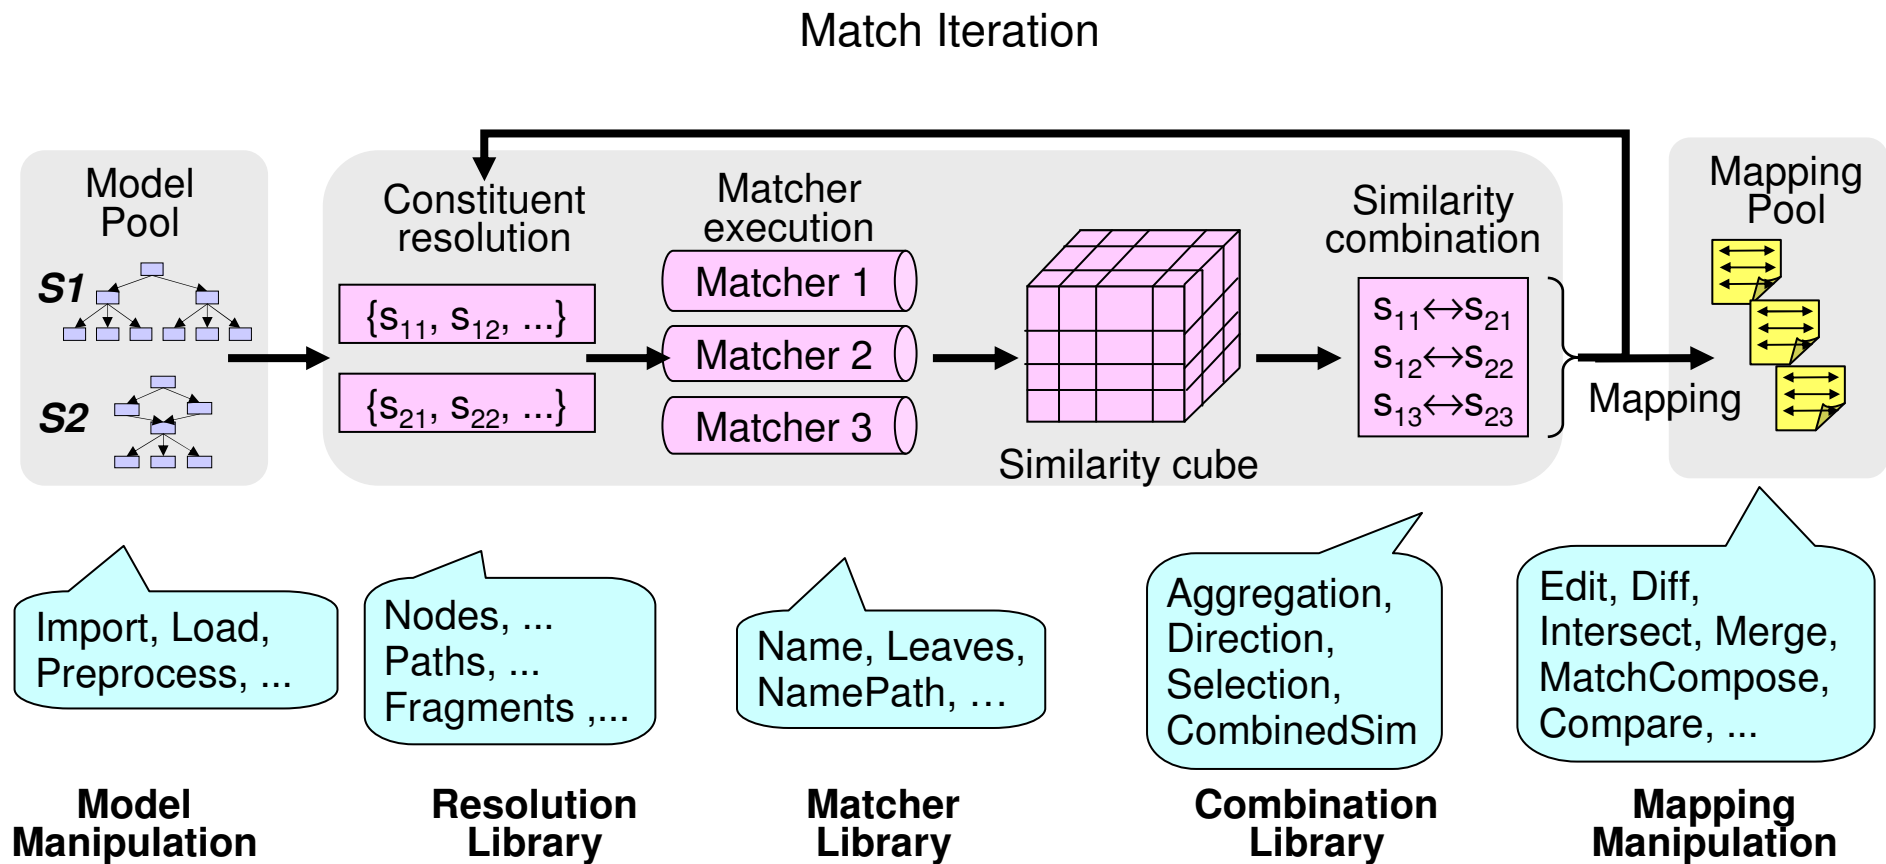 Match Iteration
Model
Pool
S1
S2
Constituent
resolution
{s11, s12, ...}
{s21, s22, ...}
Matcher
execution
Matcher 1
Matcher 2
Matcher 3
Similarity cube
Similarity
combination
s11↔s21
s12↔s22
s13↔s23
Mapping
Mapping
Pool
Import, Load,
Preprocess, ...
Nodes, ...
Paths, ...
Fragments ,...
Name, Leaves,
NamePath, …
Aggregation,
Direction,
Selection,
CombinedSim
Edit, Diff,
Intersect, Merge,
MatchCompose,
Compare, ...
Model
Manipulation
Resolution
Library
Matcher
Library
Combination
Library
Mapping
Manipulation